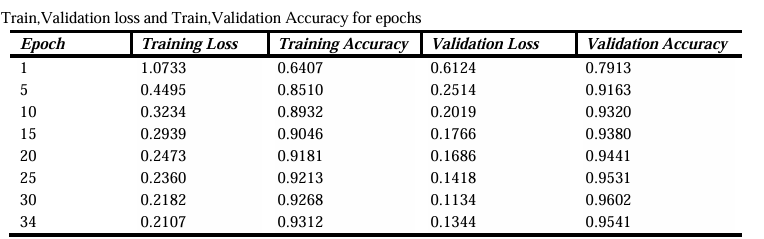 Train,Validation loss and Train,Validation Accuracy for epochs
Epoch Training Loss Training Accuracy Validation Loss Validation Accuracy
1 1.0733 0.6407 0.6124 0.7913
5 0.4495 0.8510 0.2514 0.9163
10 0.3234 0.8932 0.2019 0.9320
15 0.2939 0.9046 0.1766 0.9380
20 0.2473 0.9181 0.1686 0.9441
25 0.2360 0.9213 0.1418 0.9531
30 0.2182 0.9268 0.1134 0.9602
34 0.2107 0.9312 0.1344 0.9541